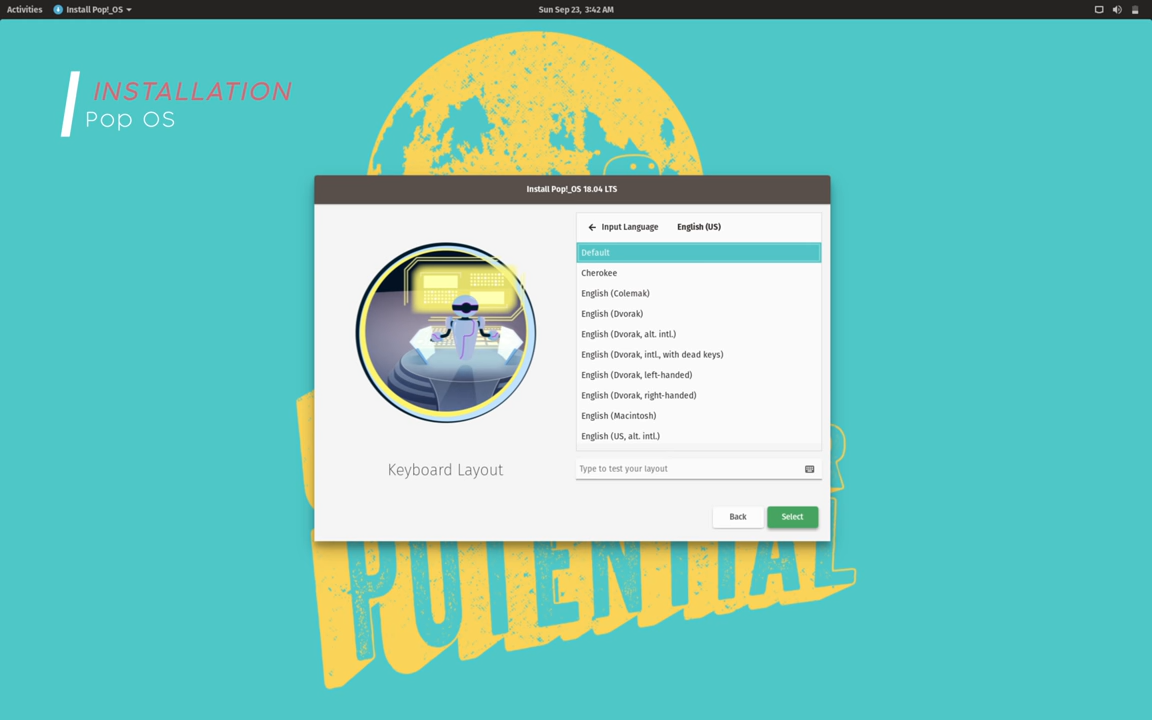 Activities Install Pop!_OS Sun Sep 23, 3:42 AM
INSTALLATION
Pop OS
Install Pop!_OS 18.04 LTS
Input Language English (US)
Default
Cherokee
English (Colemak)
English (Dvorak)
English (Dvorak, alt. intl.)
English (Dvorak, intl., with dead keys)
English (Dvorak, left-handed)
English (Dvorak, right-handed)
English (Macintosh)
English (US, alt. intl.)
Keyboard Layout
Type to test your layout
Back Select
POTENTIAL